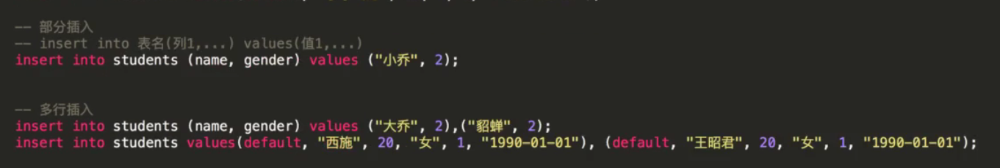 -- 部分插入
-- insert into 表名(列1,...) values(值1,...)
insert into students (name, gender) values ("小乔", 2);
-- 多行插入
insert into students (name, gender) values ("大乔", 2),("貂蝉", 2);
insert into students values(default, "西施", 20, "女", 1, "1990-01-01"), (default, "王昭君", 20, "女", 1, "1990-01-01");